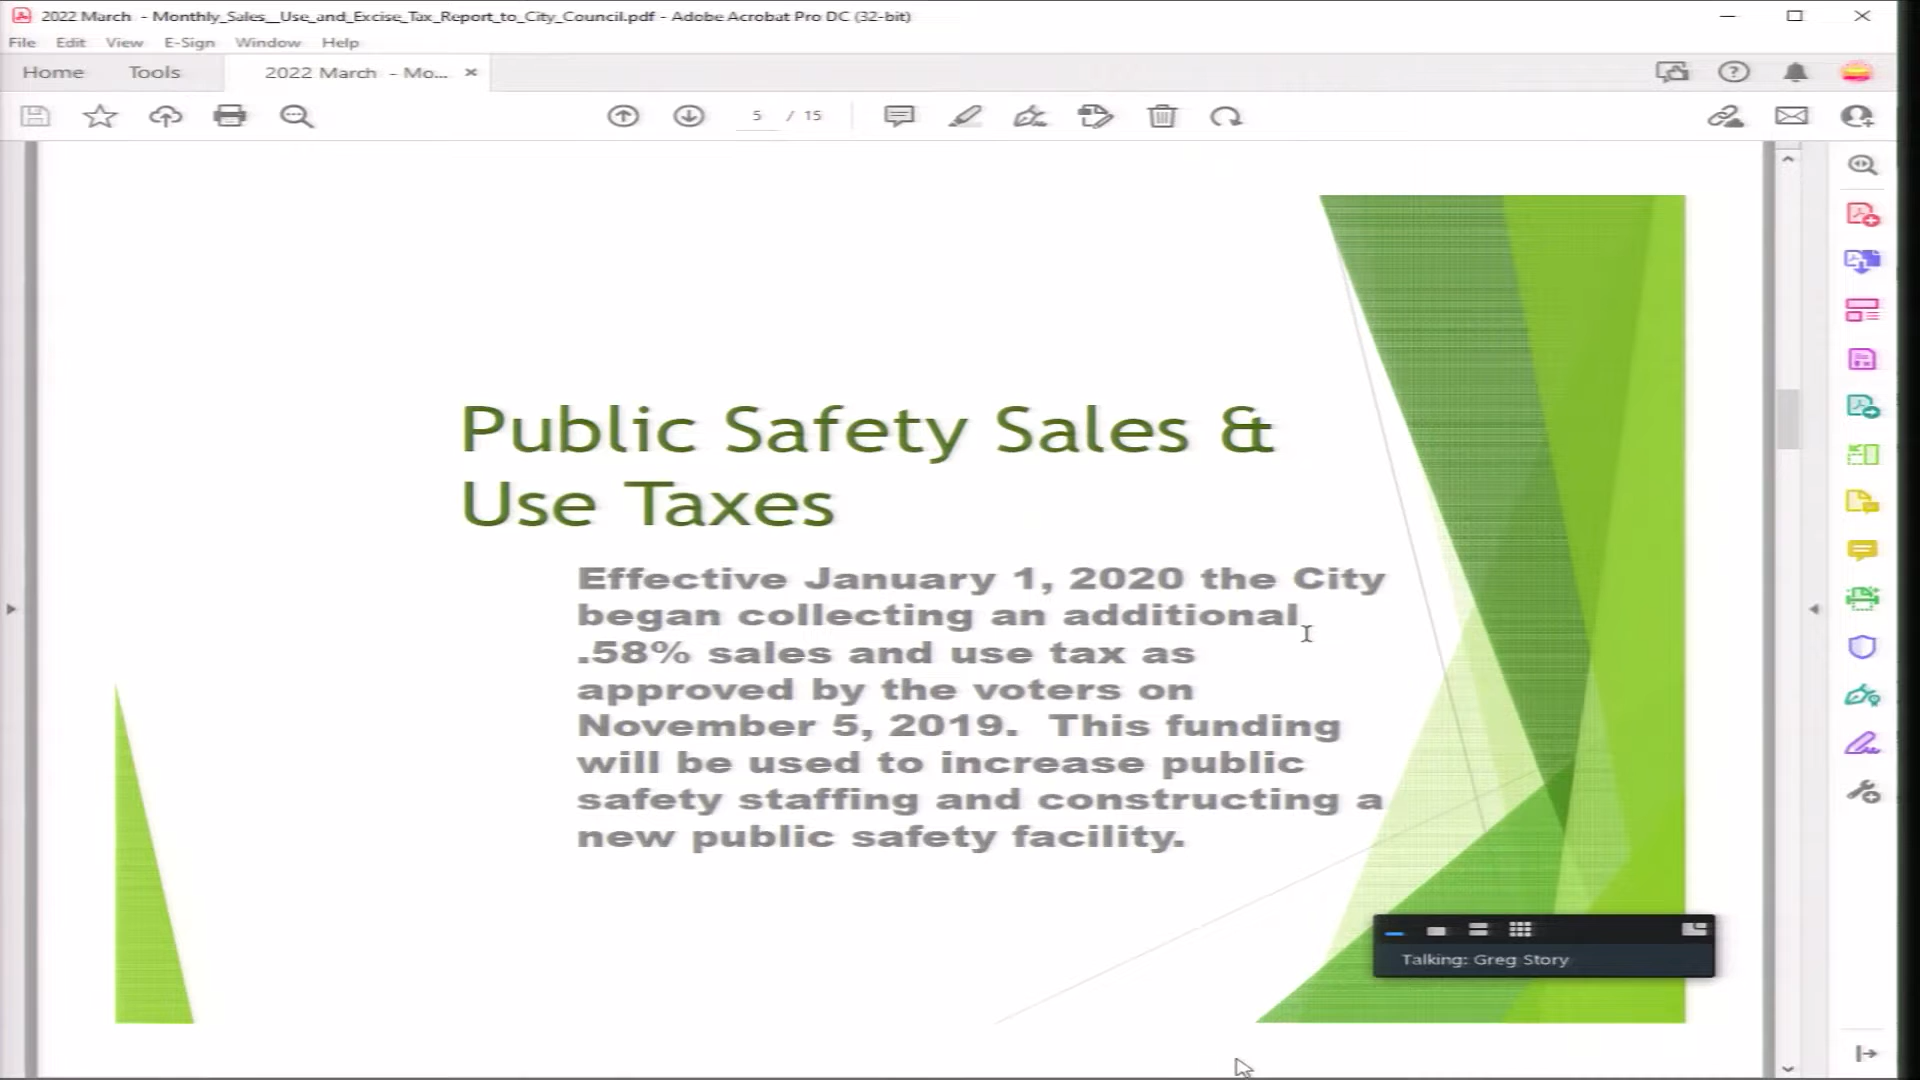 2022 March - Monthly_Sales__Use_and_Excise_Tax_Report_to_City_Council.pdf - Adobe Acrobat Pro DC (32-bit)
File Edit View E-Sign Window Help
Home Tools 2022 March - Mo...
5 / 15
Public Safety Sales &
Use Taxes
Effective January 1, 2020 the City
began collecting an additional
.58% sales and use tax as
approved by the voters on
November 5, 2019. This funding
will be used to increase public
safety staffing and constructing a
new public safety facility.
Talking: Greg Story